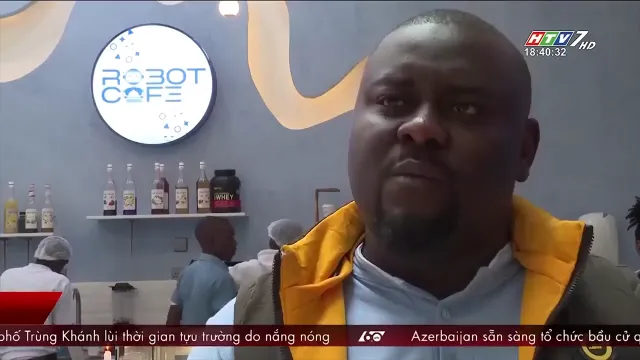 HTV7 HD
18:40:32
ROBOT
CAFE
WHEY
phố Trùng Khánh lùi thời gian tựu trường do nắng nóng
Azerbaijan sẵn sàng tổ chức bầu cử q